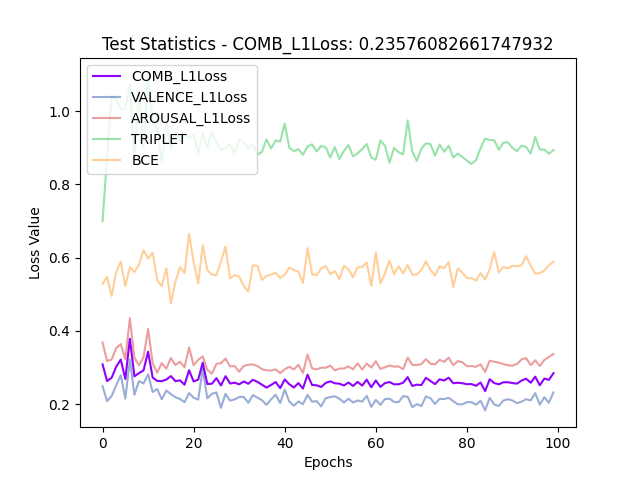 Test Statistics - COMB_L1Loss: 0.23576082661747932
COMB_L1Loss
VALENCE_L1Loss
AROUSAL_L1Loss
TRIPLET
BCE
1.0
0.8
0.6
0.4
0.2
Loss Value
0 20 40 60 80 100
Epochs